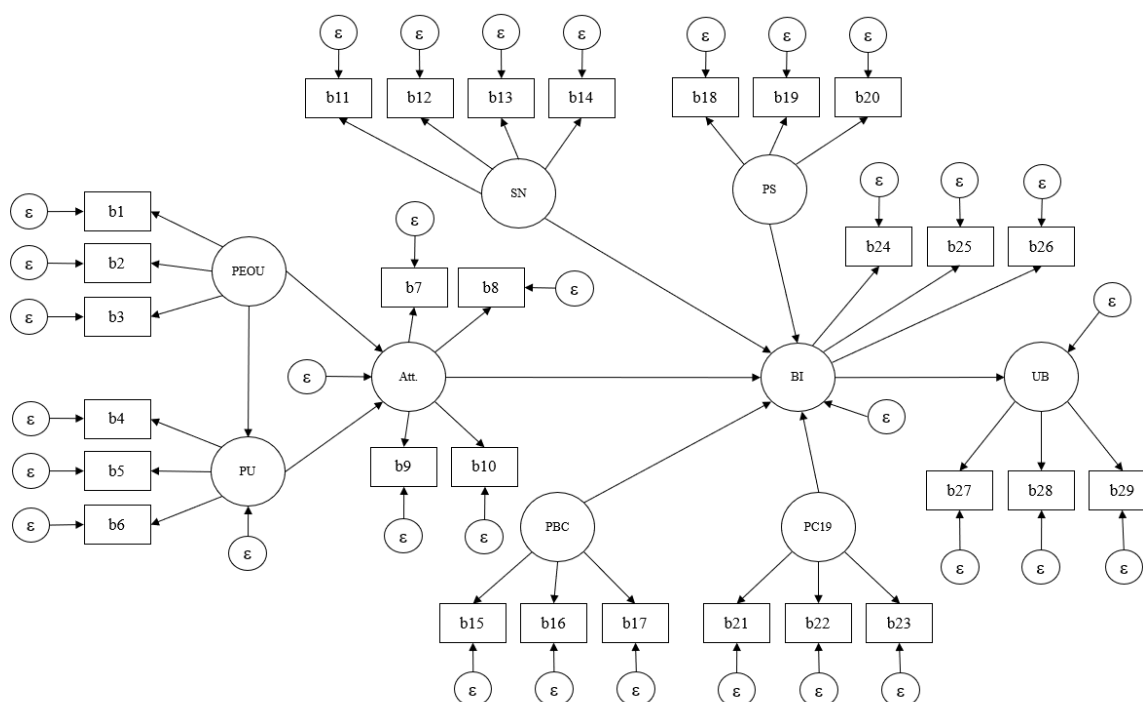 ε ε ε ε
b11 b12 b13 b14
SN
ε ε ε
b18 b19 b20
PS
ε b1
ε b2
ε b3
PEOU
ε ε
b7 b8
ε ε ε
b24 b25 b26
ε Att.
BI
ε
UB
ε
ε b4
ε b5
ε b6
PU
ε
b9 b10
ε ε
PBC
b15 b16 b17
ε ε ε
PC19
b21 b22 b23
ε ε ε
b27 b28 b29
ε ε ε